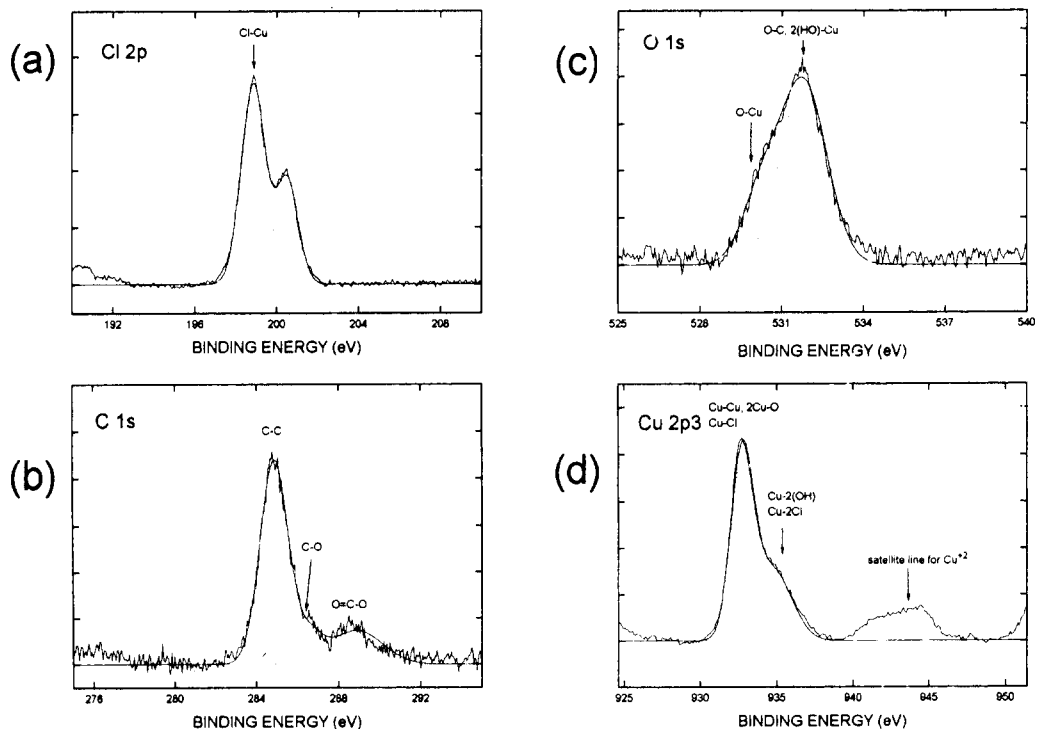 (a)
Cl 2p
Cl-Cu
192 196 200 204 208
BINDING ENERGY (eV)
(b)
C 1s
C-C
C-O
O=C-O
276 280 284 288 292
BINDING ENERGY (eV)
(c)
O 1s
O-C, 2(HO)-Cu
O-Cu
525 528 531 534 537 540
BINDING ENERGY (eV)
(d)
Cu 2p3
Cu-Cu, 2Cu-O
Cu-Cl
Cu-2(OH)
Cu-2Cl
satellite line for Cu+2
925 930 935 940 945 950
BINDING ENERGY (eV)